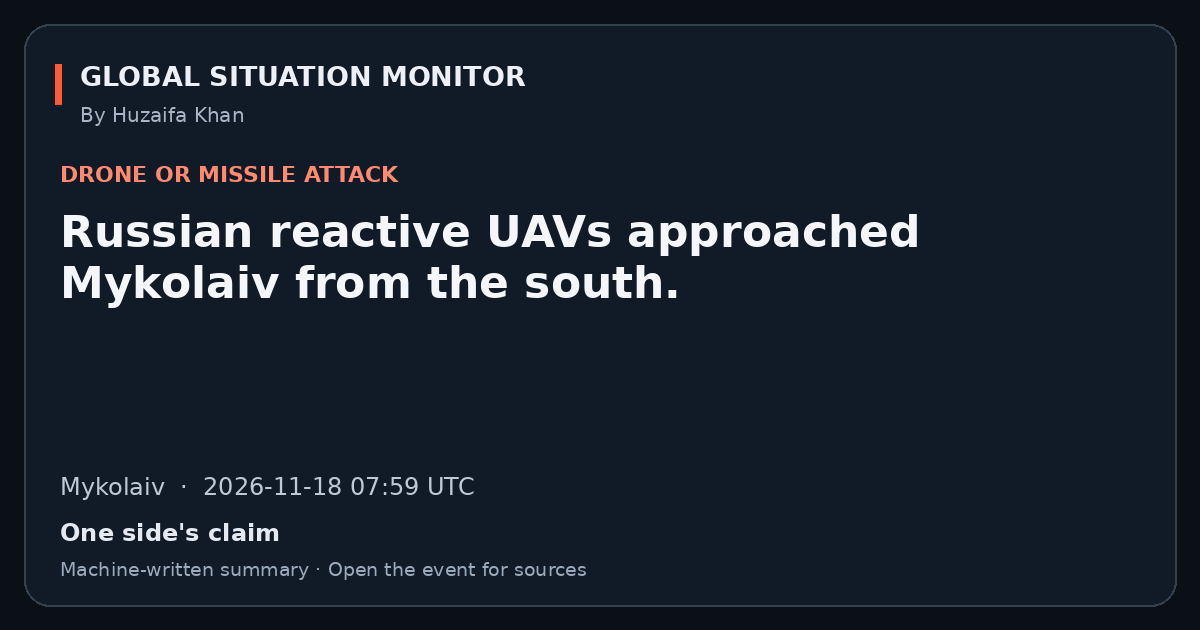 GLOBAL SITUATION MONITOR
By Huzaifa Khan
DRONE OR MISSILE ATTACK
Russian reactive UAVs approached
Mykolaiv from the south.
Mykolaiv · 2026-11-18 07:59 UTC
One side's claim
Machine-written summary · Open the event for sources